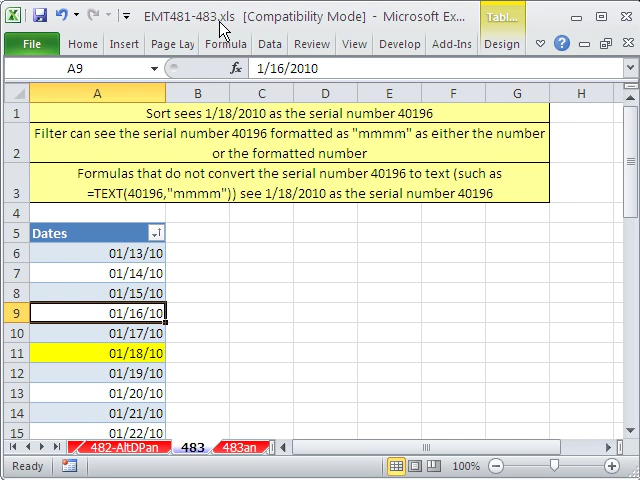 EMT481-483.xls [Compatibility Mode] - Microsoft Ex...
Tabl...
File Home Insert Page Lay Formula Data Review View Develop Add-Ins Design
A9 fx 1/16/2010
A B C D E F G H
1 Sort sees 1/18/2010 as the serial number 40196
Filter can see the serial number 40196 formatted as "mmmm" as either the number
2 or the formatted number
Formulas that do not convert the serial number 40196 to text (such as
3 =TEXT(40196,"mmmm")) see 1/18/2010 as the serial number 40196
4
5 Dates
6 01/13/10
7 01/14/10
8 01/15/10
9 01/16/10
10 01/17/10
11 01/18/10
12 01/19/10
13 01/20/10
14 01/21/10
15 01/22/10
482-AltDPan 483 483an
Ready 100%